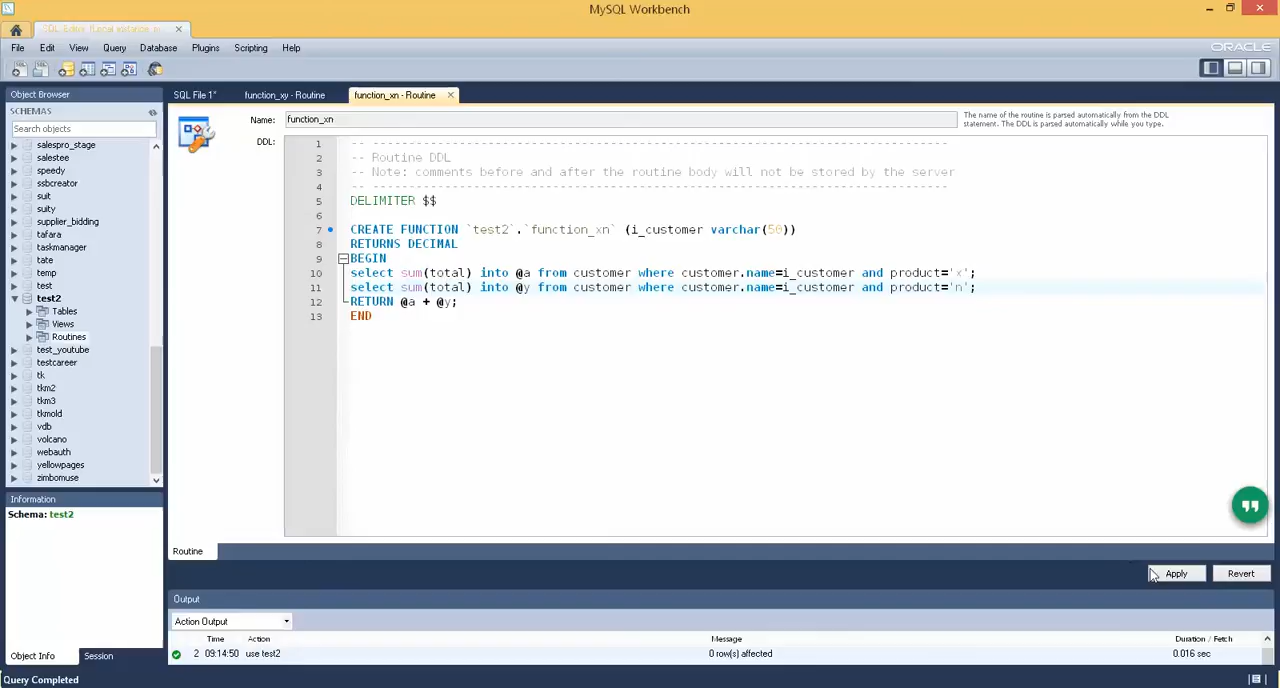 MySQL Workbench
SQL Editor (Local instance m
File Edit View Query Database Plugins Scripting Help
ORACLE
Object Browser
SCHEMAS
Search objects
salespro_stage
salestee
speedy
ssbcreator
suit
suity
supplier_bidding
tafara
taskmanager
tate
temp
test
test2
Tables
Views
Routines
test_youtube
testcareer
tk
tkm2
tkm3
tkmold
vdb
volcano
webauth
yellowpages
zimbomuse
Information
Schema: test2
Object Info Session
Query Completed
SQL File 1* function_xy - Routine function_xn - Routine
Name: function_xn
The name of the routine is parsed automatically from the DDL
statement. The DDL is parsed automatically while you type.
DDL:
1 -- --------------------------------------------------------------------------------
2 -- Routine DDL
3 -- Note: comments before and after the routine body will not be stored by the server
4 -- --------------------------------------------------------------------------------
5 DELIMITER $$
6
7 CREATE FUNCTION `test2`.`function_xn` (i_customer varchar(50))
8 RETURNS DECIMAL
9 BEGIN
10 select sum(total) into @a from customer where customer.name=i_customer and product='x';
11 select sum(total) into @y from customer where customer.name=i_customer and product='n';
12 RETURN @a + @y;
13 END
Routine
Apply Revert
Output
Action Output
Time Action Message Duration / Fetch
2 09:14:50 use test2 0 row(s) affected 0.016 sec